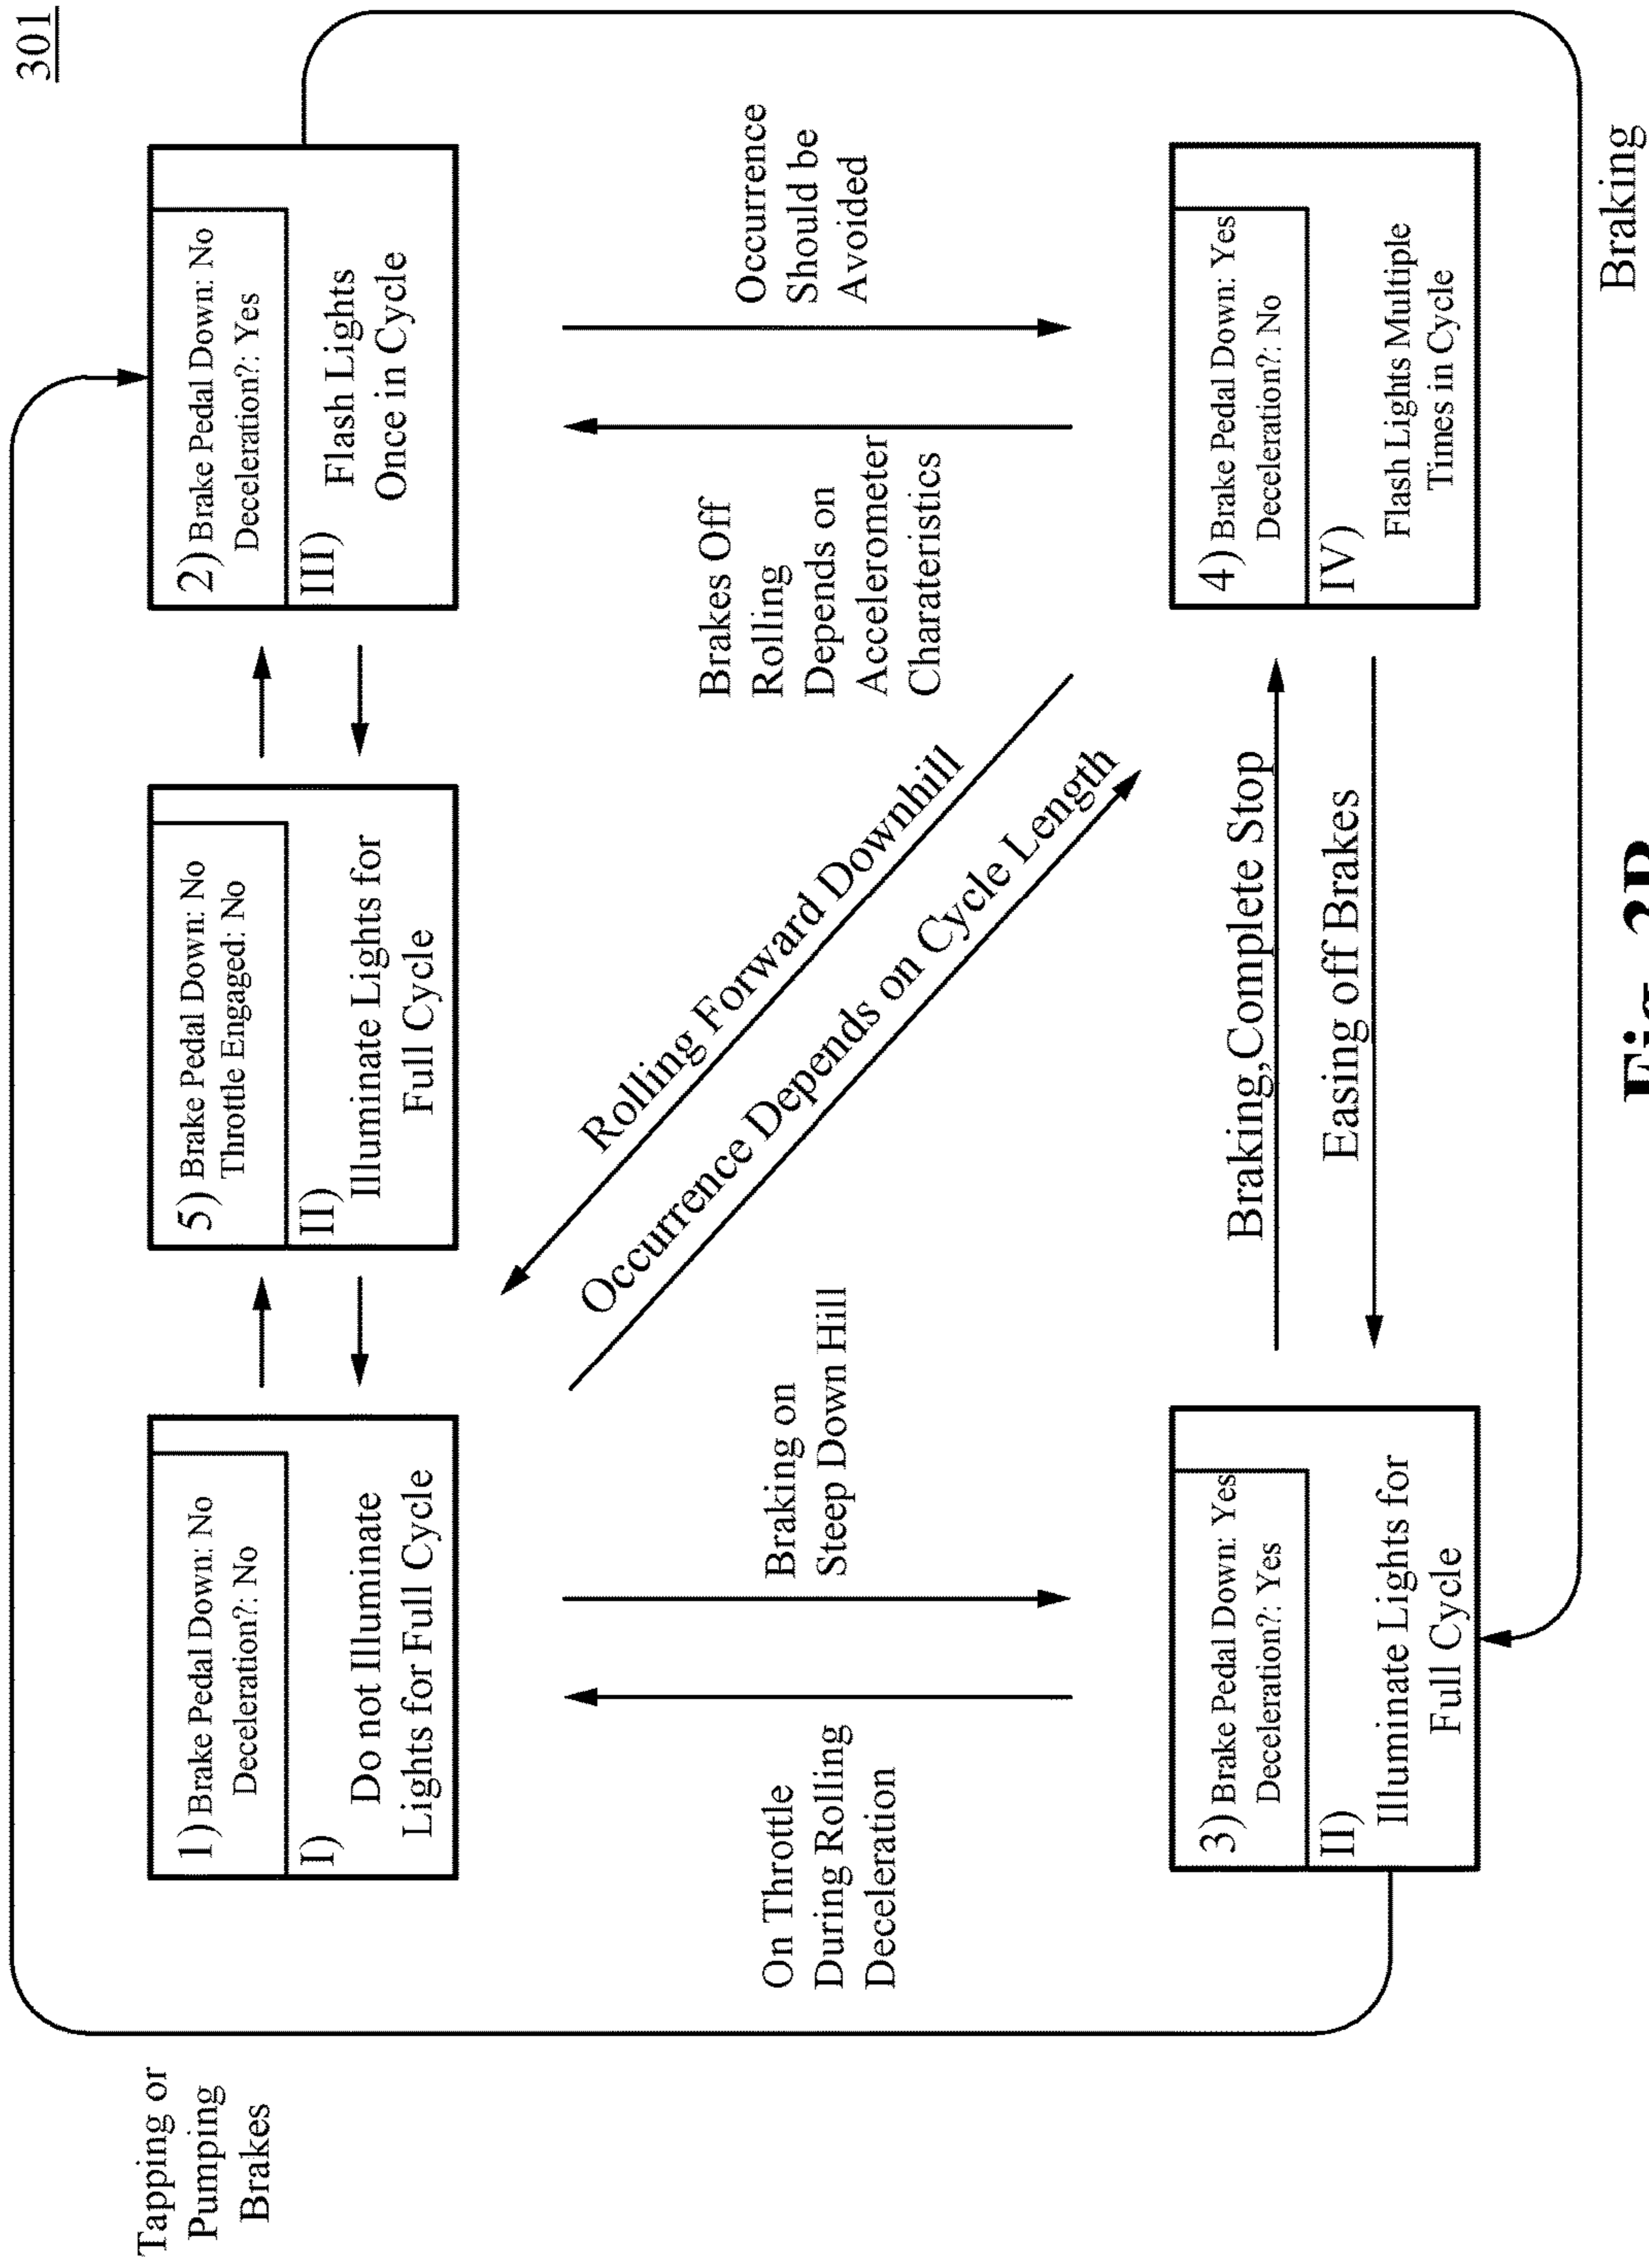 301
Tapping or
Pumping
Brakes
1) Brake Pedal Down: No
Deceleration?: No
I)
Do not Illuminate
Lights for Full Cycle
5) Brake Pedal Down: No
Throttle Engaged: No
II)
Illuminate Lights for
Full Cycle
2) Brake Pedal Down: No
Deceleration?: Yes
III)
Flash Lights
Once in Cycle
On Throttle
During Rolling
Deceleration
Braking on
Steep Down Hill
Rolling Forward Downhill
Occurrence Depends on Cycle Length
Brakes Off
Rolling
Depends on
Accelerometer
Charateristics
Occurrence
Should be
Avoided
3) Brake Pedal Down: Yes
Deceleration?: Yes
II)
Illuminate Lights for
Full Cycle
Braking,Complete Stop
Easing off Brakes
4) Brake Pedal Down: Yes
Deceleration?: No
IV)
Flash Lights Multiple
Times in Cycle
Braking
Fig.